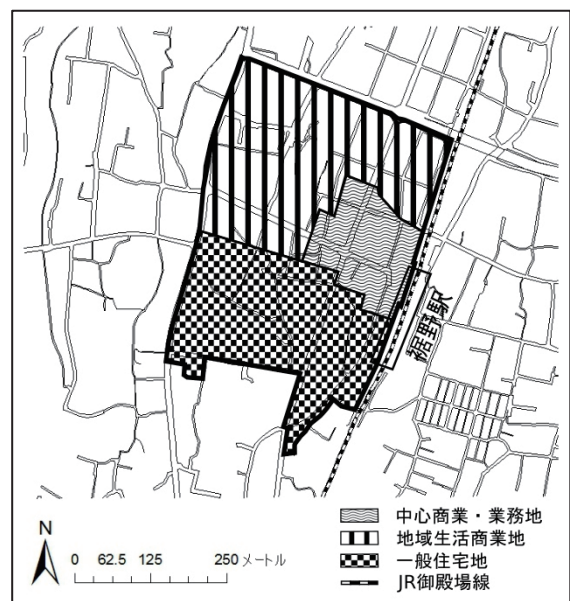 裾野駅
中心商業・業務地
地域生活商業地
一般住宅地
JR御殿場線
N
0 62.5 125 250 メートル